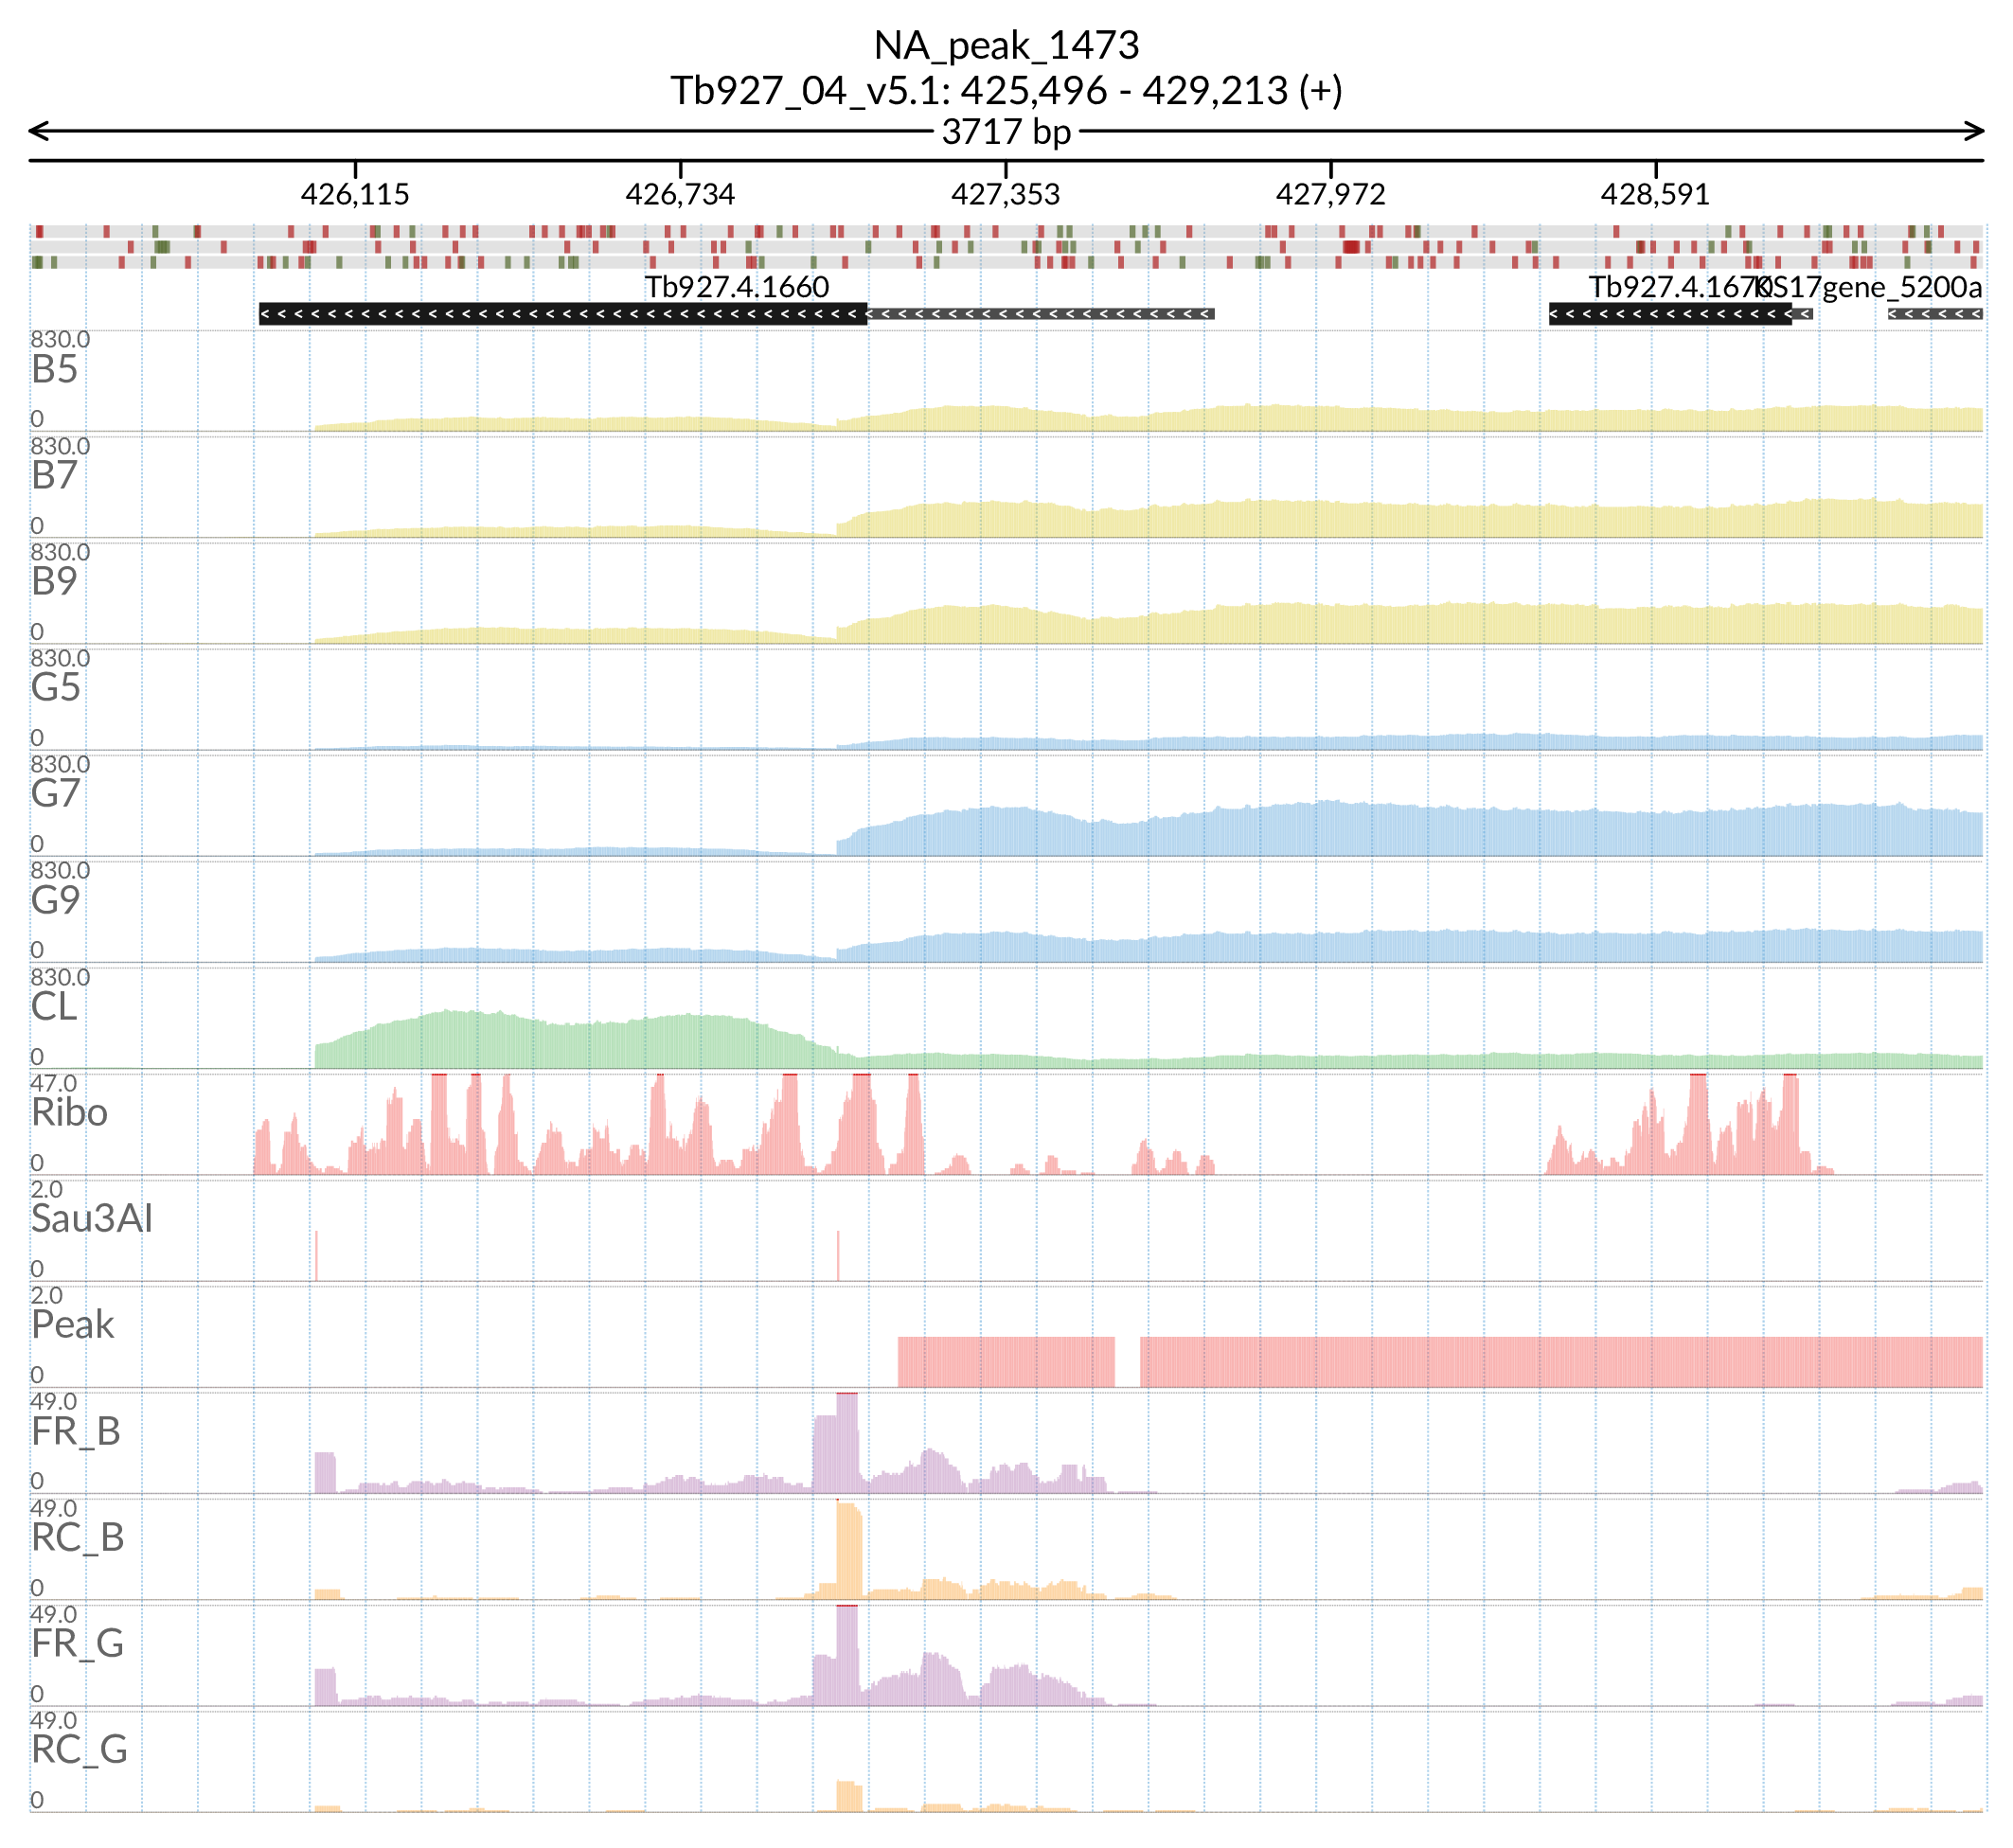 NA_peak_1473
Tb927_04_v5.1: 425,496 - 429,213 (+)
3717 bp
426,115 426,734 427,353 427,972 428,591
Tb927.4.1660 Tb927.4.1670 KS17gene_5200a
830.0
B5
0
830.0
B7
0
830.0
B9
0
830.0
G5
0
830.0
G7
0
830.0
G9
0
830.0
CL
0
47.0
Ribo
0
2.0
Sau3AI
0
2.0
Peak
0
49.0
FR_B
0
49.0
RC_B
0
49.0
FR_G
0
49.0
RC_G
0